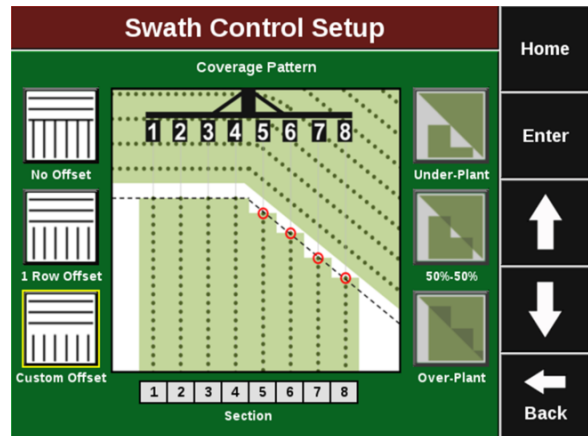 Swath Control Setup
Coverage Pattern
No Offset
1 Row Offset
Custom Offset
1 2 3 4 5 6 7 8
1 2 3 4 5 6 7 8
Section
Under-Plant
50%-50%
Over-Plant
Home
Enter
Back